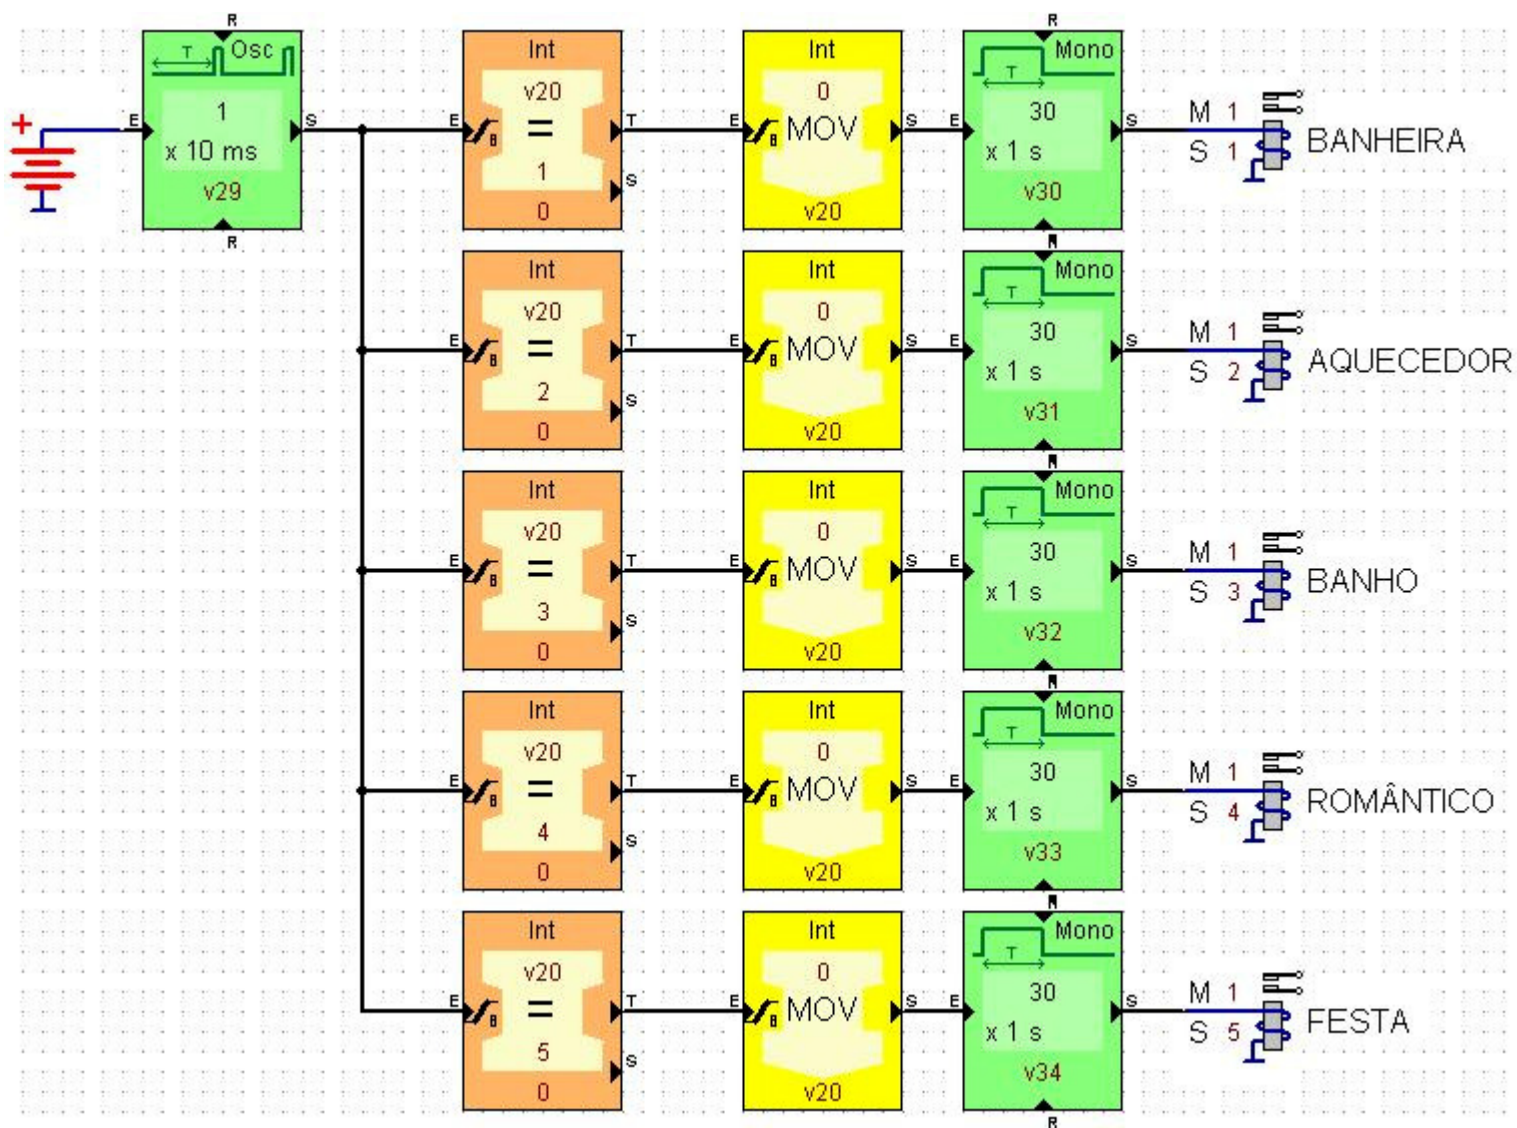 R
T Osc
1
x 10 ms
v29
E S
R
+
Int
v20
=
1
0
E T S
Int
0
MOV
v20
E S
R
Mono
T
30
x 1 s
v30
E S
M 1
S 1
BANHEIRA
Int
v20
=
2
0
E T S
Int
0
MOV
v20
E S
Mono
T
30
x 1 s
v31
E S
M 1
S 2
AQUECEDOR
Int
v20
=
3
0
E T S
Int
0
MOV
v20
E S
Mono
T
30
x 1 s
v32
E S
M 1
S 3
BANHO
Int
v20
=
4
0
E T S
Int
0
MOV
v20
E S
Mono
T
30
x 1 s
v33
E S
M 1
S 4
ROMÂNTICO
Int
v20
=
5
0
E T S
Int
0
MOV
v20
E S
Mono
T
30
x 1 s
v34
E S
R
M 1
S 5
FESTA